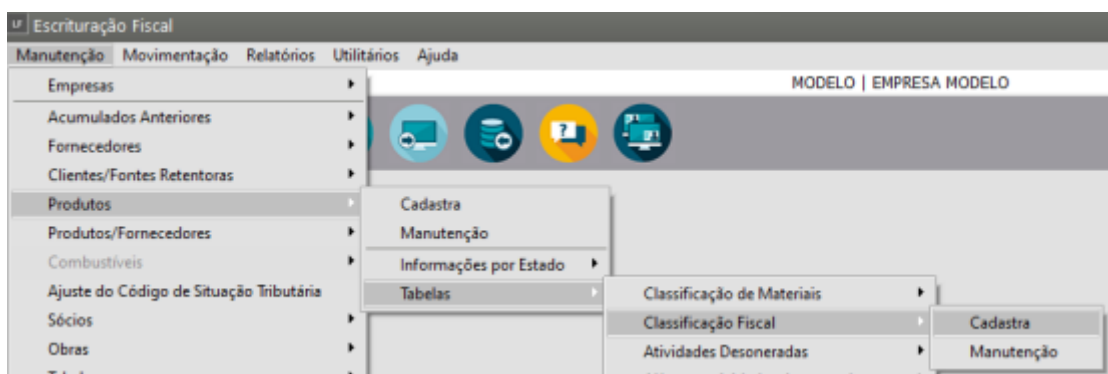 LF Escrituração Fiscal
Manutenção Movimentação Relatórios Utilitários Ajuda
Empresas
MODELO | EMPRESA MODELO
Acumulados Anteriores
Fornecedores
Clientes/Fontes Retentoras
Produtos
Cadastra
Produtos/Fornecedores
Manutenção
Combustíveis
Informações por Estado
Ajuste do Código de Situação Tributária
Tabelas
Classificação de Materiais
Sócios
Classificação Fiscal
Cadastra
Obras
Atividades Desoneradas
Manutenção